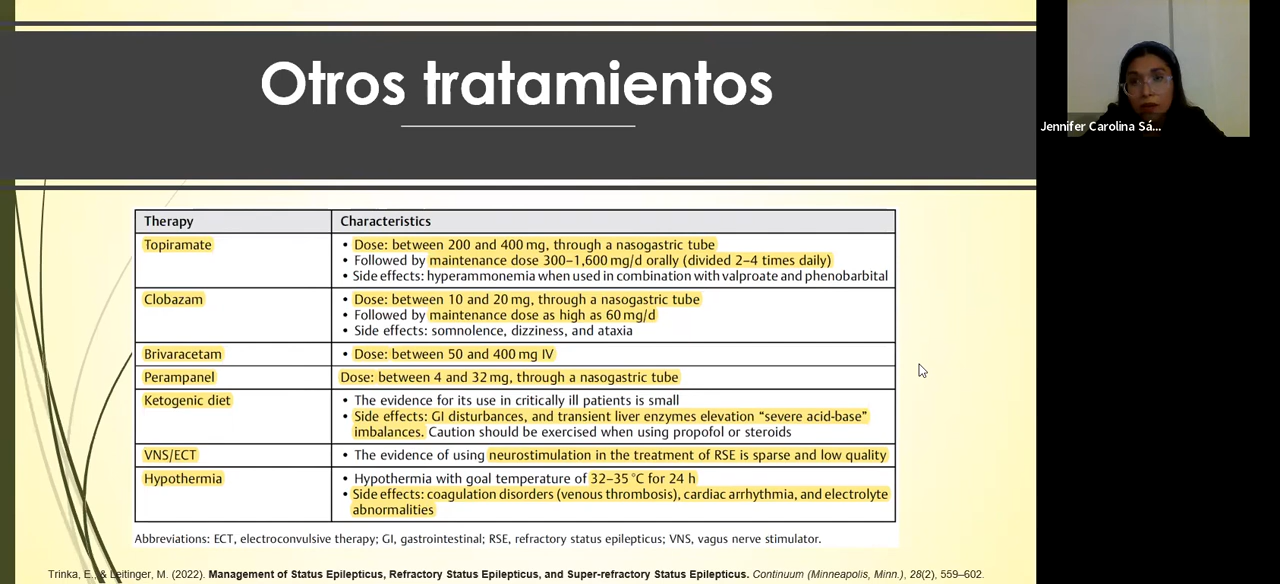 Otros tratamientos
Jennifer Carolina Sá...
Therapy Characteristics
Topiramate • Dose: between 200 and 400 mg, through a nasogastric tube
• Followed by maintenance dose 300–1,600 mg/d orally (divided 2–4 times daily)
• Side effects: hyperammonemia when used in combination with valproate and phenobarbital
Clobazam • Dose: between 10 and 20 mg, through a nasogastric tube
• Followed by maintenance dose as high as 60 mg/d
• Side effects: somnolence, dizziness, and ataxia
Brivaracetam • Dose: between 50 and 400 mg IV
Perampanel Dose: between 4 and 32 mg, through a nasogastric tube
Ketogenic diet • The evidence for its use in critically ill patients is small
• Side effects: GI disturbances, and transient liver enzymes elevation “severe acid-base”
imbalances. Caution should be exercised when using propofol or steroids
VNS/ECT • The evidence of using neurostimulation in the treatment of RSE is sparse and low quality
Hypothermia • Hypothermia with goal temperature of 32–35 °C for 24 h
• Side effects: coagulation disorders (venous thrombosis), cardiac arrhythmia, and electrolyte
abnormalities
Abbreviations: ECT, electroconvulsive therapy; GI, gastrointestinal; RSE, refractory status epilepticus; VNS, vagus nerve stimulator.
Trinka, E., & Leitinger, M. (2022). Management of Status Epilepticus, Refractory Status Epilepticus, and Super-refractory Status Epilepticus. Continuum (Minneapolis, Minn.), 28(2), 559–602.